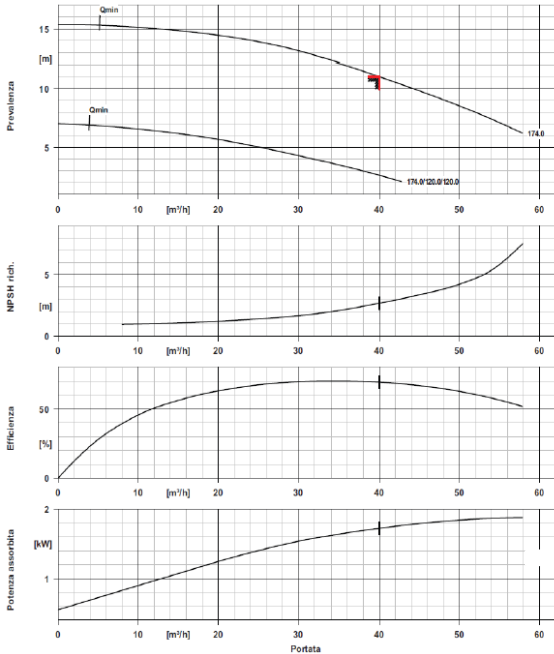 Qmin
15
[m]
10
Prevalenza
Qmin
5
174.0
174.0/120.0/120.0
0 10 [m³/h] 20 30 40 50 60
NPSH rich.
5
[m]
0
0 10 [m³/h] 20 30 40 50 60
Efficienza
50
[%]
0
0 10 [m³/h] 20 30 40 50 60
Potenza assorbita
2
[kW]
1
0 10 [m³/h] 20 30 40 50 60
Portata